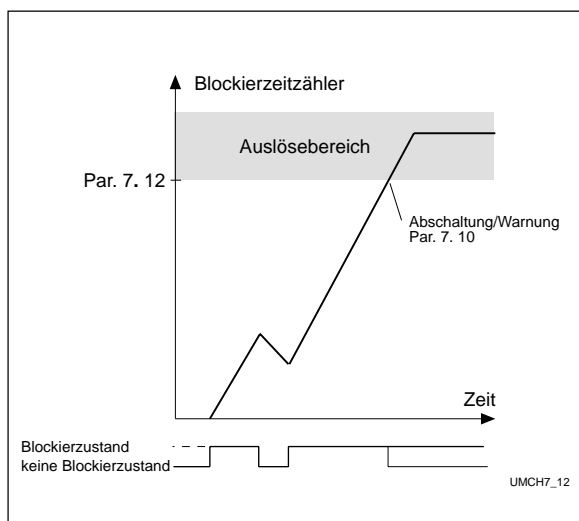 Blockierzeitzähler
Auslösebereich
Par. 7. 12
Abschaltung/Warnung
Par. 7. 10
Zeit
Blockierzustand
keine Blockierzustand
UMCH7_12